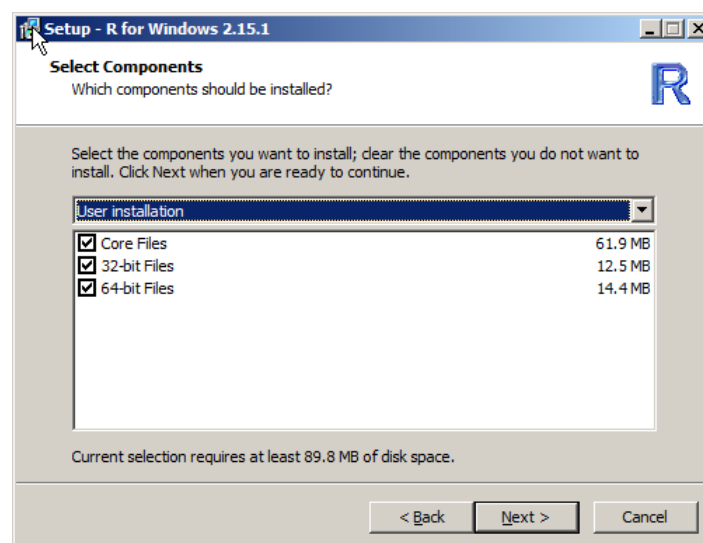 Setup - R for Windows 2.15.1
Select Components
Which components should be installed?
R
Select the components you want to install; clear the components you do not want to
install. Click Next when you are ready to continue.
User installation
Core Files 61.9 MB
32-bit Files 12.5 MB
64-bit Files 14.4 MB
Current selection requires at least 89.8 MB of disk space.
< Back Next > Cancel